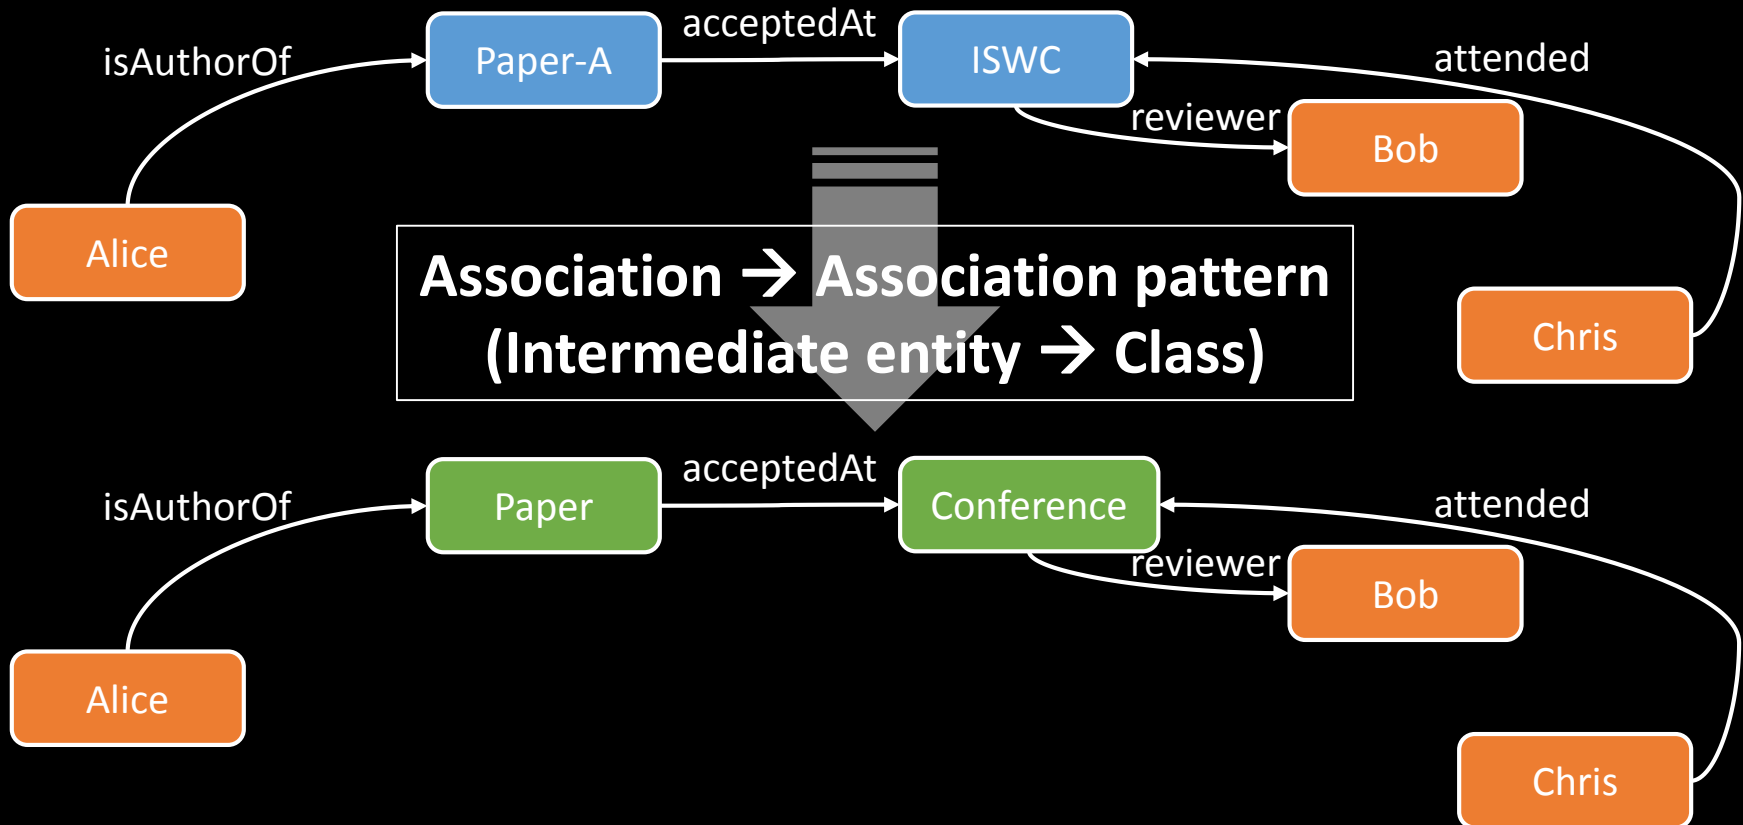 acceptedAt
isAuthorOf
Paper-A
ISWC
attended
reviewer
Bob
Alice
Association → Association pattern
(Intermediate entity → Class)
Chris
acceptedAt
isAuthorOf
Paper
Conference
attended
reviewer
Bob
Alice
Chris